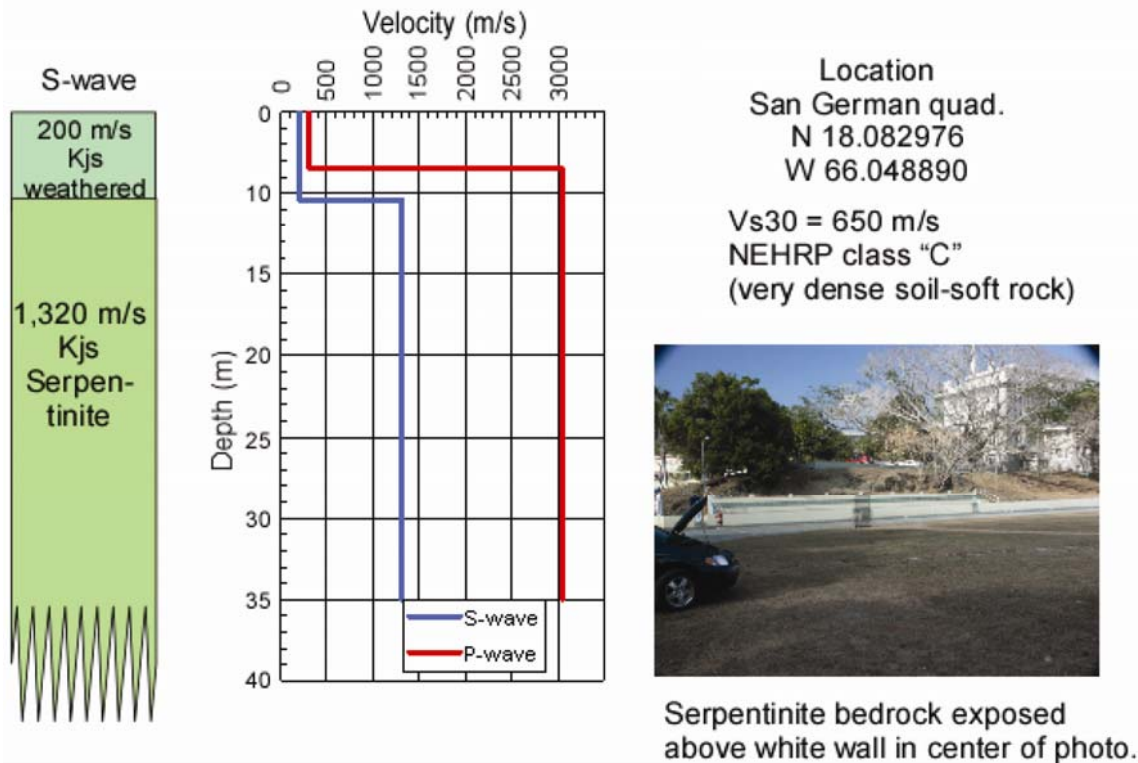 S-wave
200 m/s
Kjs
weathered
1,320 m/s
Kjs
Serpen-
tinite
Velocity (m/s)
0 500 1000 1500 2000 2500 3000
Depth (m)
0
5
10
15
20
25
30
35
40
S-wave
P-wave
Location
San German quad.
N 18.082976
W 66.048890
Vs30 = 650 m/s
NEHRP class “C”
(very dense soil-soft rock)
Serpentinite bedrock exposed
above white wall in center of photo.